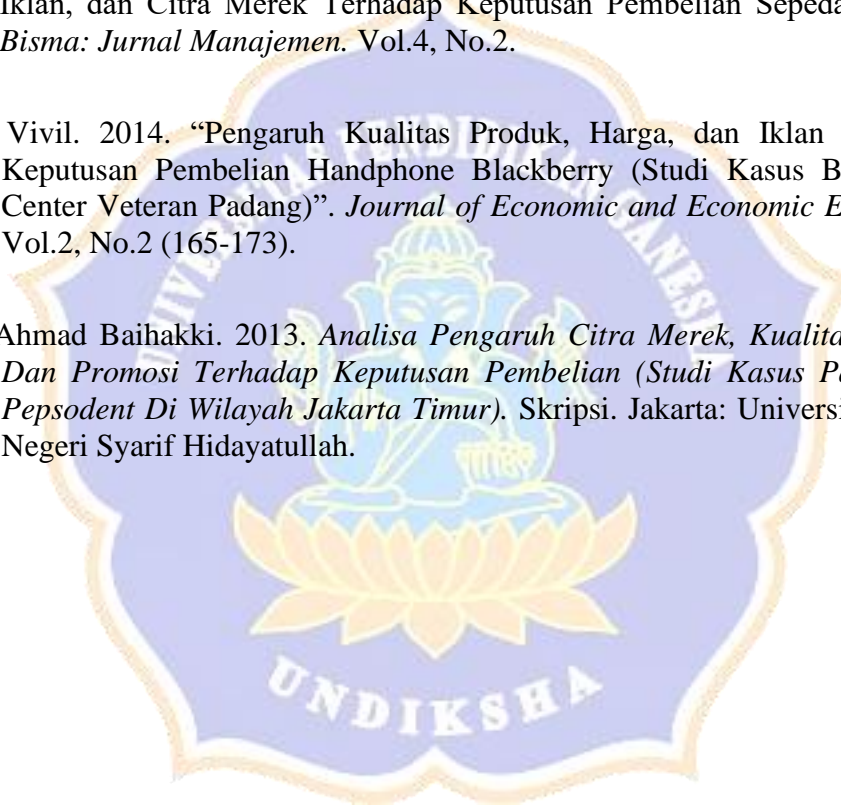 Iklan, dan Citra Merek Terhadap Keputusan Pembelian Sepeda
Bisma: Jurnal Manajemen. Vol.4, No.2.
Vivil. 2014. “Pengaruh Kualitas Produk, Harga, dan Iklan
Keputusan Pembelian Handphone Blackberry (Studi Kasus B
Center Veteran Padang)”. Journal of Economic and Economic E
Vol.2, No.2 (165-173).
Ahmad Baihakki. 2013. Analisa Pengaruh Citra Merek, Kualita
Dan Promosi Terhadap Keputusan Pembelian (Studi Kasus P
Pepsodent Di Wilayah Jakarta Timur). Skripsi. Jakarta: Universi
Negeri Syarif Hidayatullah.
UNIVERSITAS PENDIDIKAN GANESHA
UNDIKSHA